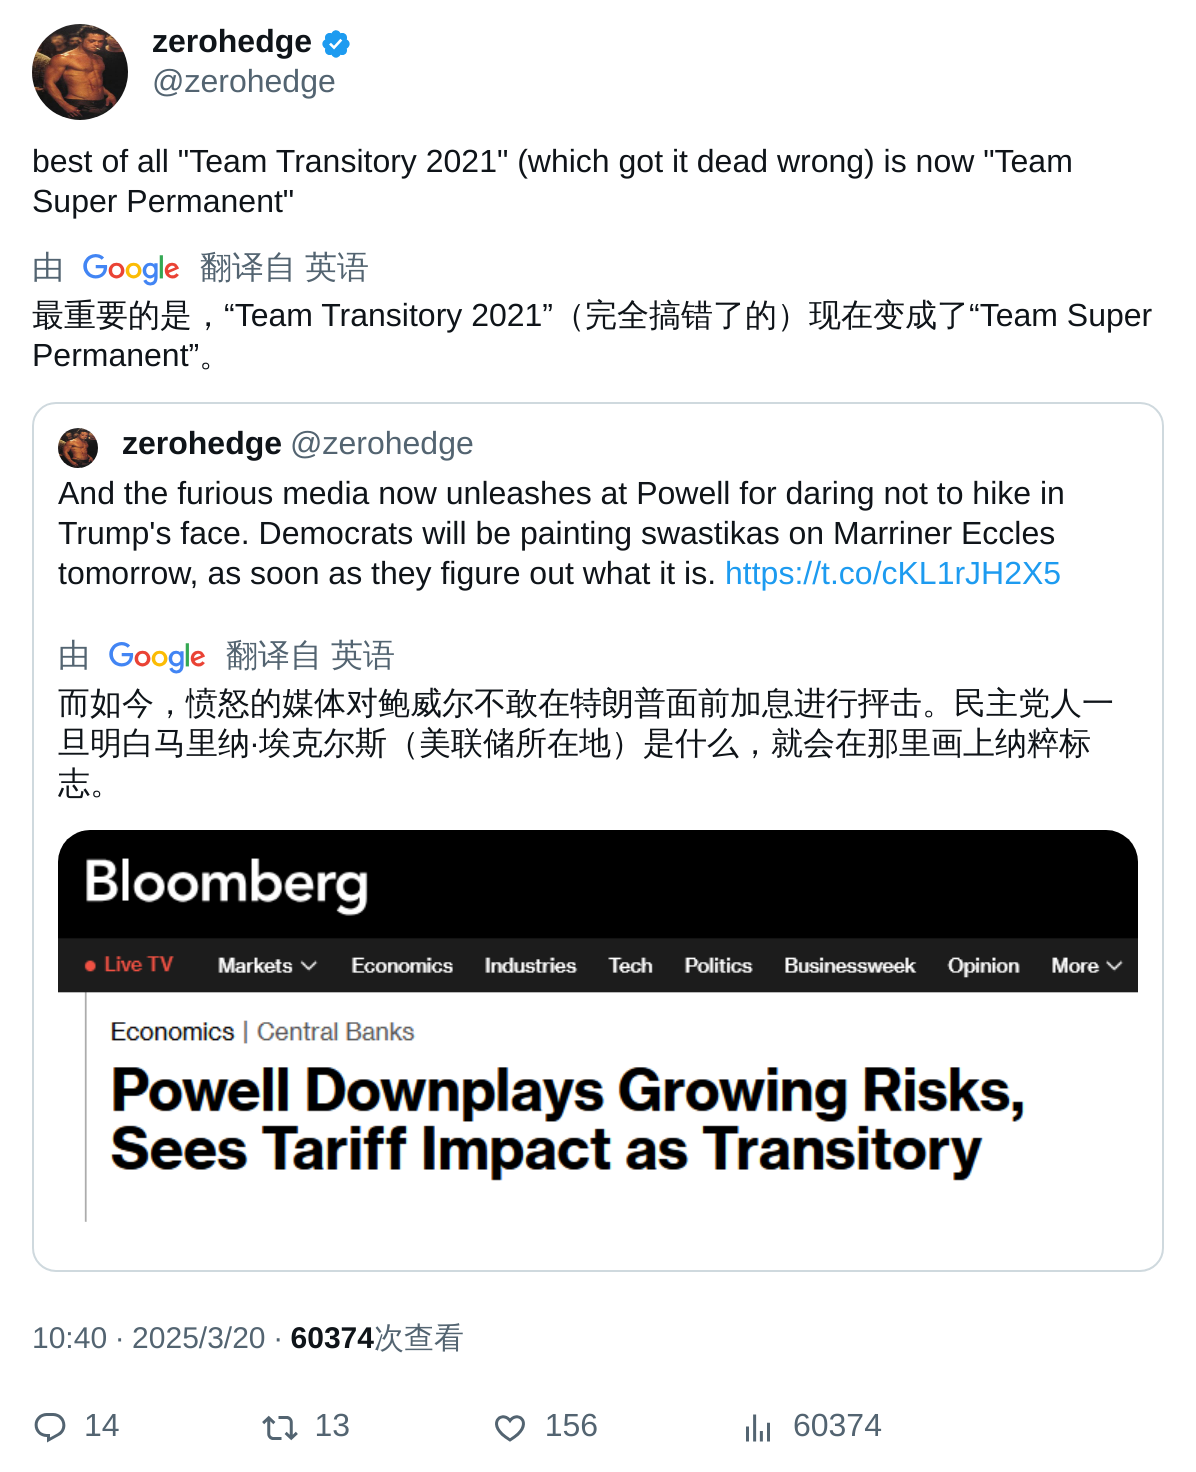 zerohedge
@zerohedge
best of all "Team Transitory 2021" (which got it dead wrong) is now "Team
Super Permanent"
由 Google 翻译自 英语
最重要的是，“Team Transitory 2021”（完全搞错了的）现在变成了“Team Super
Permanent”。
zerohedge @zerohedge
And the furious media now unleashes at Powell for daring not to hike in
Trump's face. Democrats will be painting swastikas on Marriner Eccles
tomorrow, as soon as they figure out what it is. https://t.co/cKL1rJH2X5
由 Google 翻译自 英语
而如今，愤怒的媒体对鲍威尔不敢在特朗普面前加息进行抨击。民主党人一
旦明白马里纳·埃克尔斯（美联储所在地）是什么，就会在那里画上纳粹标
志。
Bloomberg
Live TV Markets Economics Industries Tech Politics Businessweek Opinion More
Economics | Central Banks
Powell Downplays Growing Risks,
Sees Tariff Impact as Transitory
10:40 · 2025/3/20 · 60374次查看
14 13 156 60374